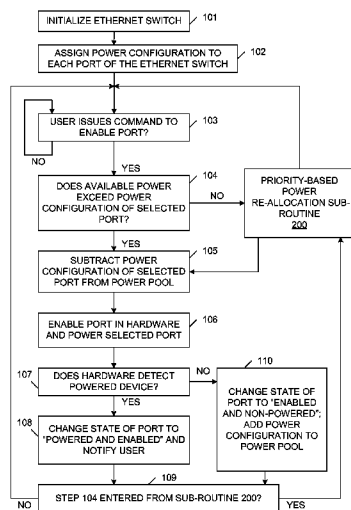 INITIALIZE ETHERNET SWITCH
101
ASSIGN POWER CONFIGURATION TO
EACH PORT OF THE ETHERNET SWITCH
102
USER ISSUES COMMAND TO
ENABLE PORT?
103
NO
YES
DOES AVAILABLE POWER
EXCEED POWER
CONFIGURATION OF SELECTED
PORT?
104
NO
PRIORITY-BASED
POWER
RE-ALLOCATION SUB-
ROUTINE
200
YES
SUBTRACT POWER
CONFIGURATION OF SELECTED
PORT FROM POWER POOL
105
ENABLE PORT IN HARDWARE
AND POWER SELECTED PORT
106
107
DOES HARDWARE DETECT
POWERED DEVICE?
NO
110
CHANGE STATE OF
PORT TO "ENABLED
AND NON-POWERED";
ADD POWER
CONFIGURATION TO
POWER POOL
YES
108
CHANGE STATE OF PORT TO
"POWERED AND ENABLED" AND
NOTIFY USER
109
NO
STEP 104 ENTERED FROM SUB-ROUTINE 200?
YES